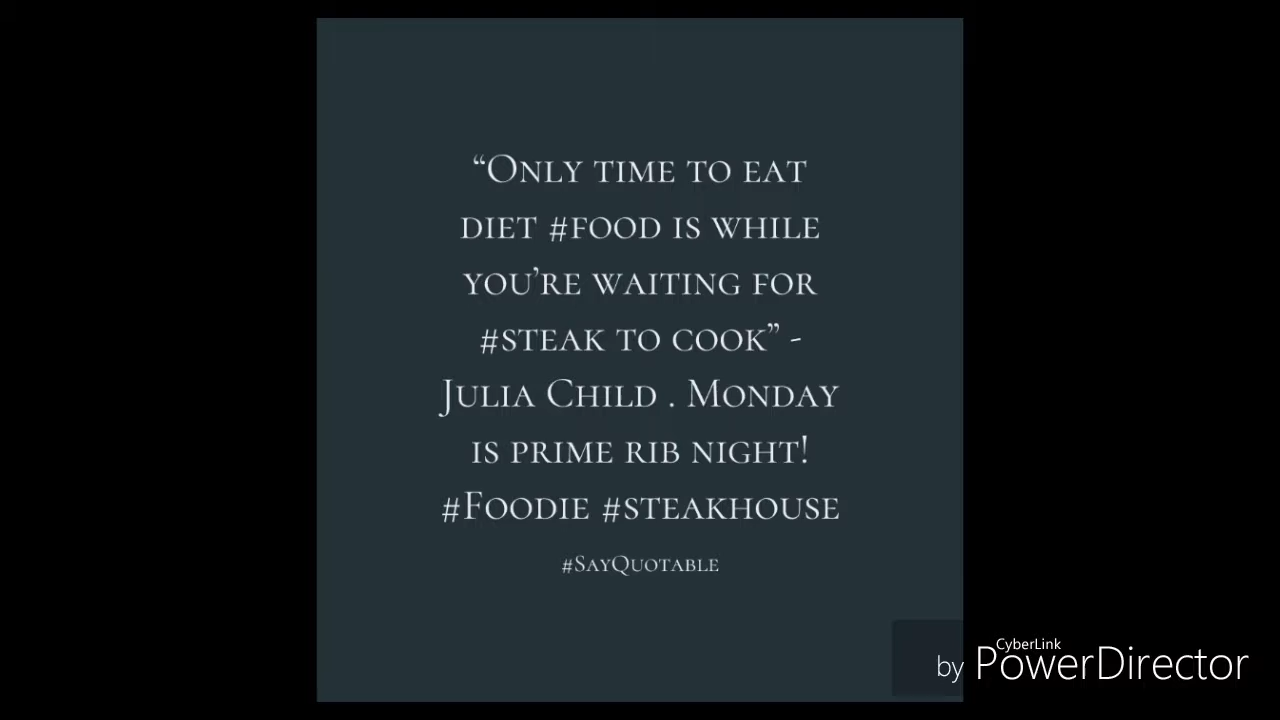 “Only time to eat
diet #food is while
you’re waiting for
#steak to cook” -
Julia Child . Monday
is prime rib night!
#Foodie #steakhouse
#SayQuotable
CyberLink
by PowerDirector